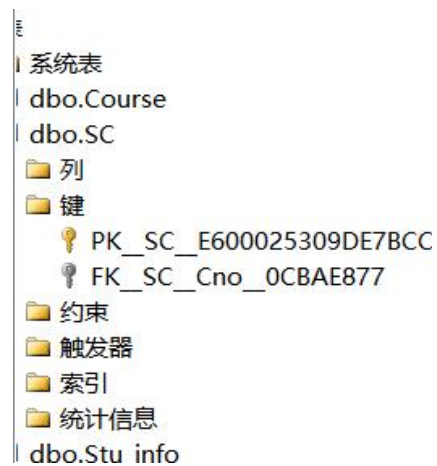 系统表
dbo.Course
dbo.SC
列
键
PK__SC__E600025309DE7BCC
FK__SC__Cno__0CBAE877
约束
触发器
索引
统计信息
dbo.Stu_info